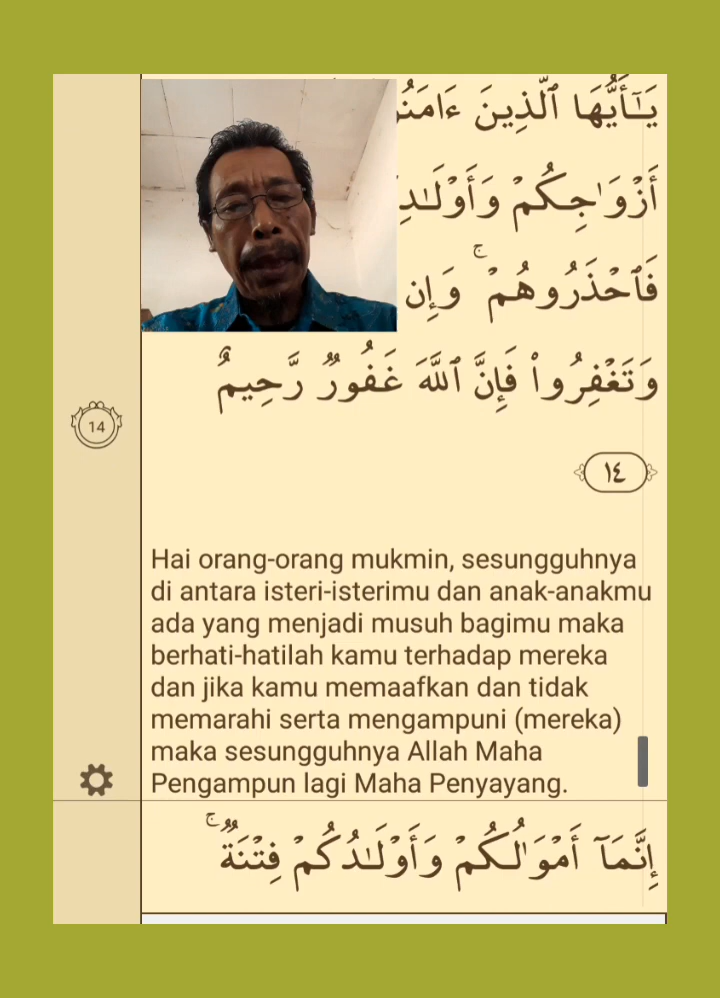 يَـٰٓأَيُّهَا ٱلَّذِينَ ءَامَنُو
أَزْوَٰجِكُمْ وَأَوْلَـٰدِ
فَٱحْذَرُوهُمْ ۚ وَإِن
وَتَغْفِرُوا۟ فَإِنَّ ٱللَّهَ غَفُورٌ رَّحِيمٌ
14
١٤
Hai orang-orang mukmin, sesungguhnya
di antara isteri-isterimu dan anak-anakmu
ada yang menjadi musuh bagimu maka
berhati-hatilah kamu terhadap mereka
dan jika kamu memaafkan dan tidak
memarahi serta mengampuni (mereka)
maka sesungguhnya Allah Maha
Pengampun lagi Maha Penyayang.
إِنَّمَآ أَمْوَٰلُكُمْ وَأَوْلَـٰدُكُمْ فِتْنَةٌ ۚ